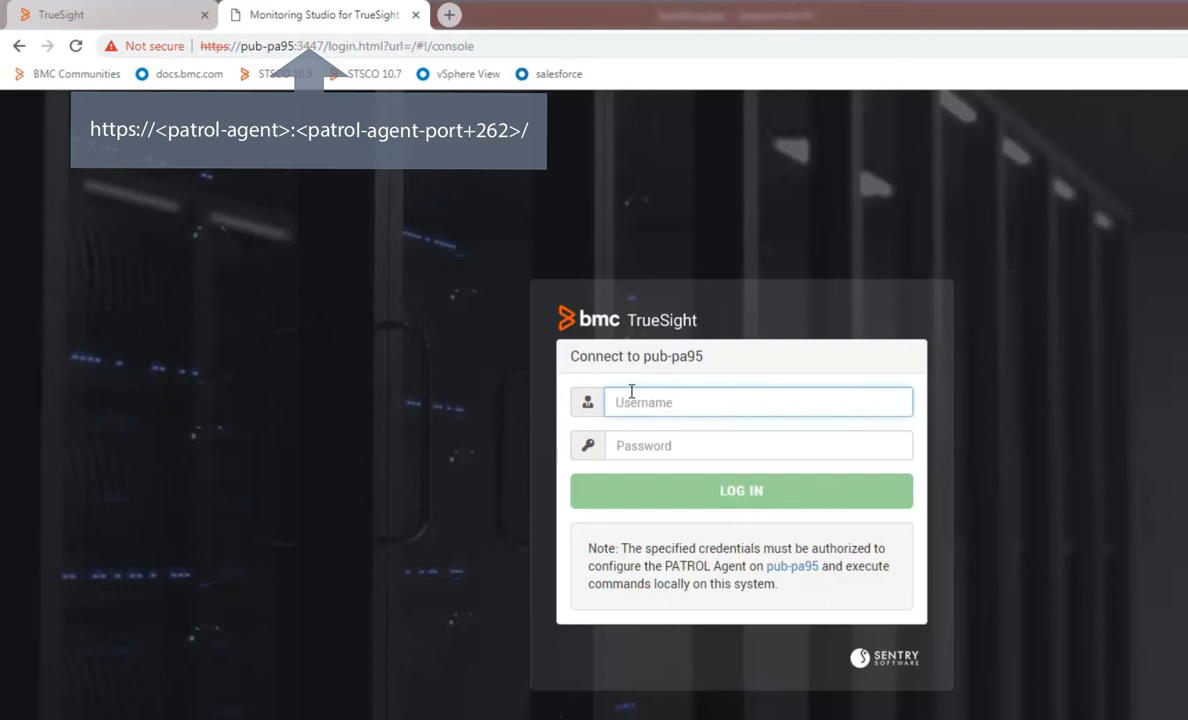 TrueSight
Monitoring Studio for TrueSight
Not secure https://pub-pa95:3447/login.html?url=/#!/console
BMC Communities docs.bmc.com STSCO 10.5 STSCO 10.7 vSphere View salesforce
https://<patrol-agent>:<patrol-agent-port+262>/
bmc TrueSight
Connect to pub-pa95
Username
Password
LOG IN
Note: The specified credentials must be authorized to
configure the PATROL Agent on pub-pa95 and execute
commands locally on this system.
SENTRY
SOFTWARE